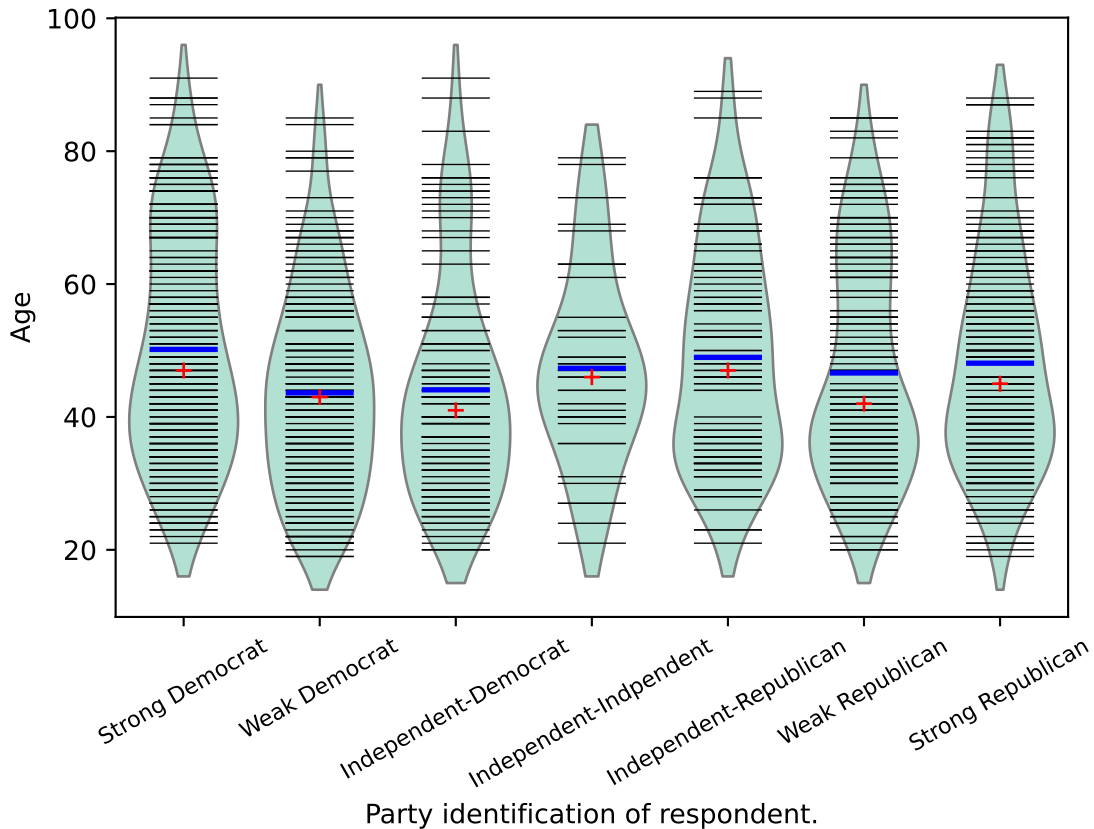 100
80
60
40
20
Age
Strong Democrat
Weak Democrat
Independent-Democrat
Independent-Indpendent
Independent-Republican
Weak Republican
Strong Republican
Party identification of respondent.